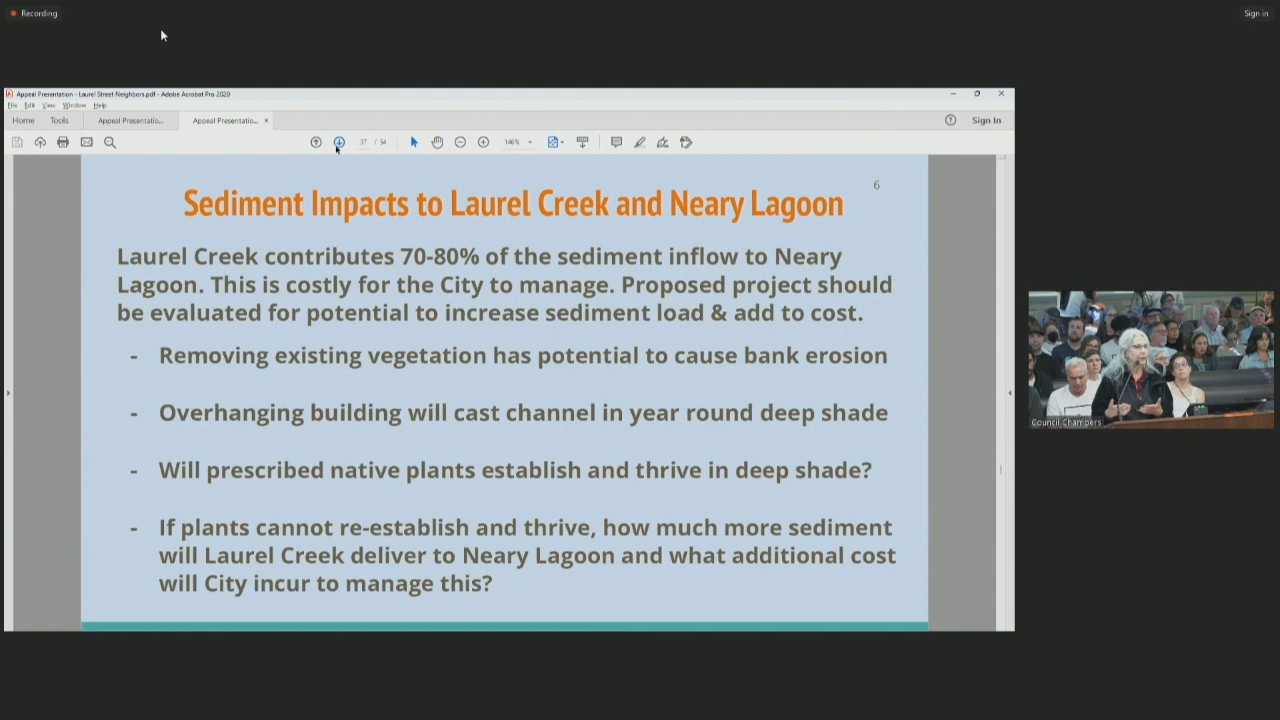 Recording
Sign in
Appeal Presentation - Laurel Street Neighbors.pdf - Adobe Acrobat Pro 2020
File Edit View Window Help
Home Tools Appeal Presentatio... Appeal Presentatio... ×
Sign In
37 / 54
146%
6
Sediment Impacts to Laurel Creek and Neary Lagoon
Laurel Creek contributes 70-80% of the sediment inflow to Neary
Lagoon. This is costly for the City to manage. Proposed project should
be evaluated for potential to increase sediment load & add to cost.
- Removing existing vegetation has potential to cause bank erosion
- Overhanging building will cast channel in year round deep shade
- Will prescribed native plants establish and thrive in deep shade?
- If plants cannot re-establish and thrive, how much more sediment
will Laurel Creek deliver to Neary Lagoon and what additional cost
will City incur to manage this?
Council Chambers